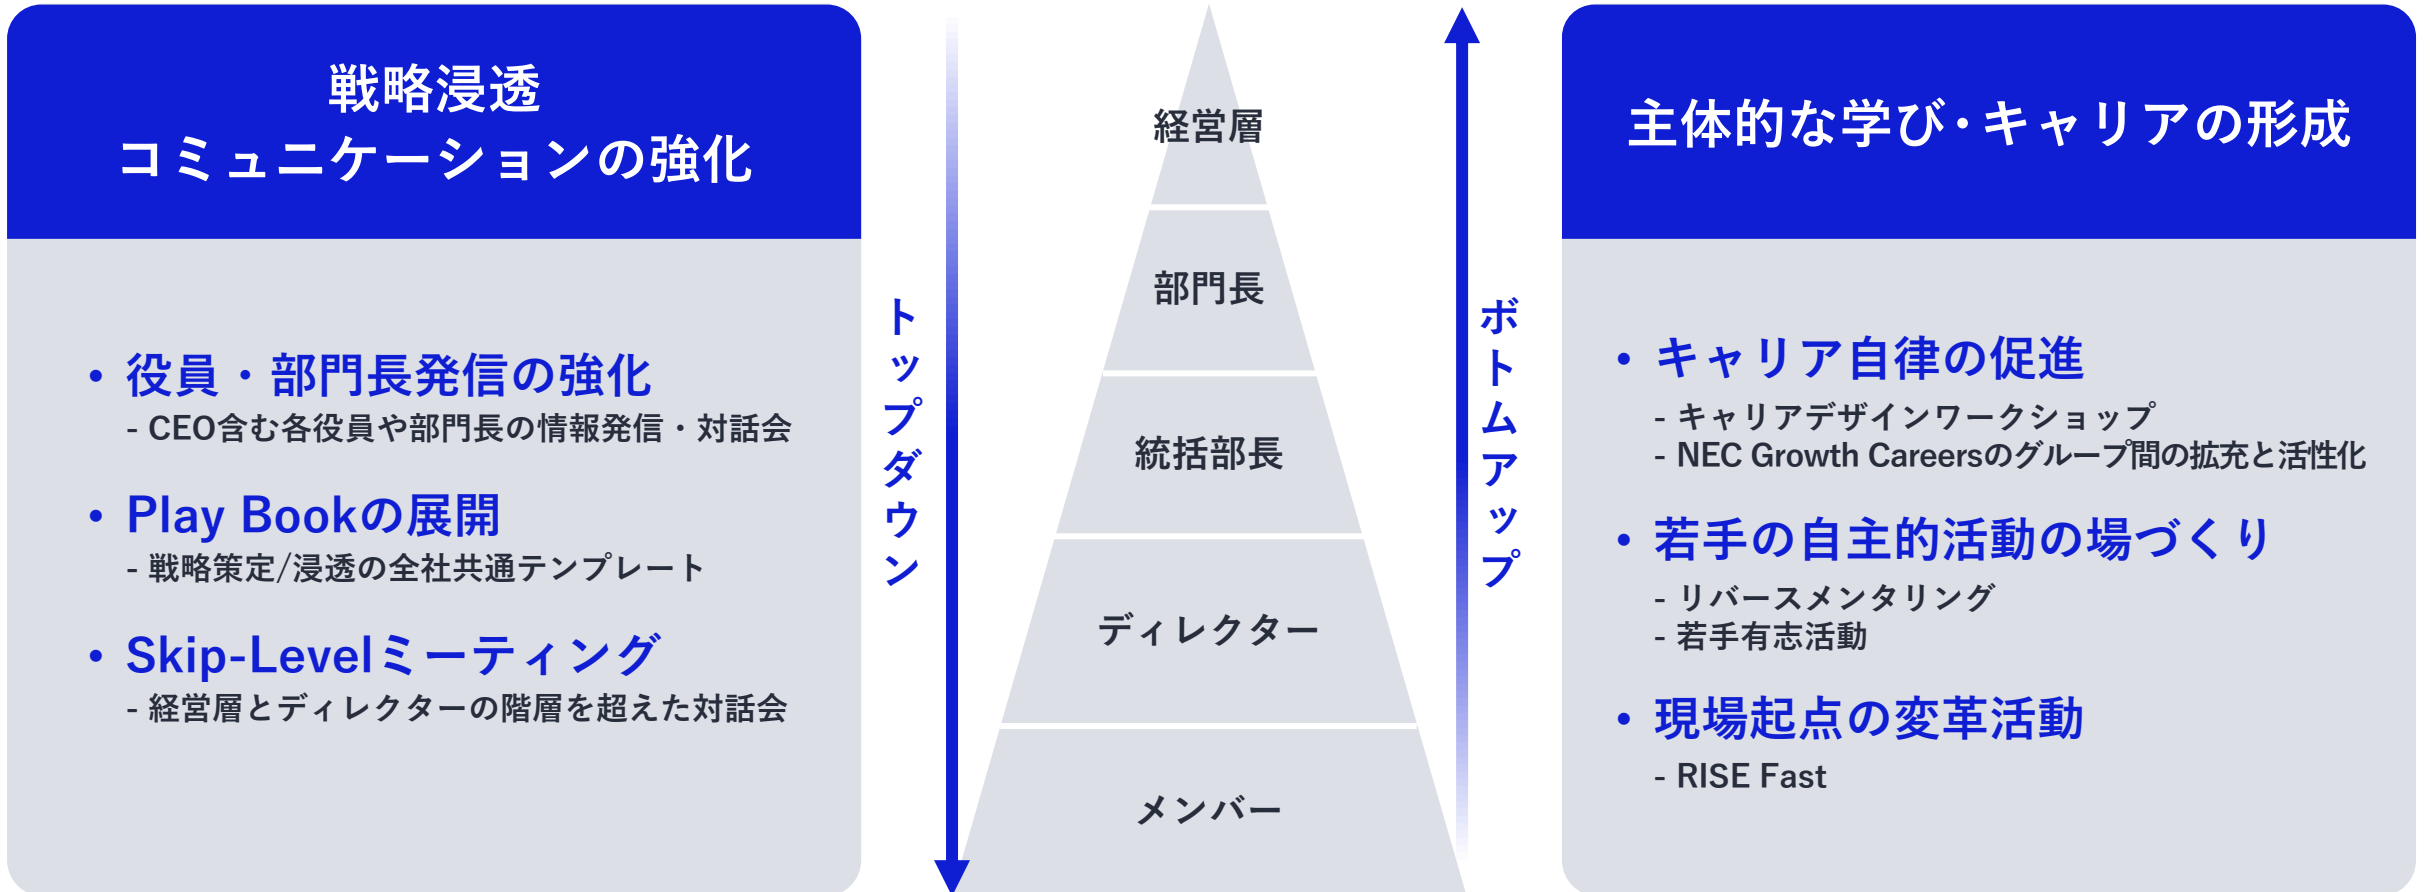 戦略浸透
コミュニケーションの強化
• 役員・部門長発信の強化
- CEO含む各役員や部門長の情報発信・対話会
• Play Bookの展開
- 戦略策定/浸透の全社共通テンプレート
• Skip-Levelミーティング
- 経営層とディレクターの階層を超えた対話会
トップダウン
経営層
部門長
統括部長
ディレクター
メンバー
ボトムアップ
主体的な学び・キャリアの形成
• キャリア自律の促進
- キャリアデザインワークショップ
- NEC Growth Careersのグループ間の拡充と活性化
• 若手の自主的活動の場づくり
- リバースメンタリング
- 若手有志活動
• 現場起点の変革活動
- RISE Fast